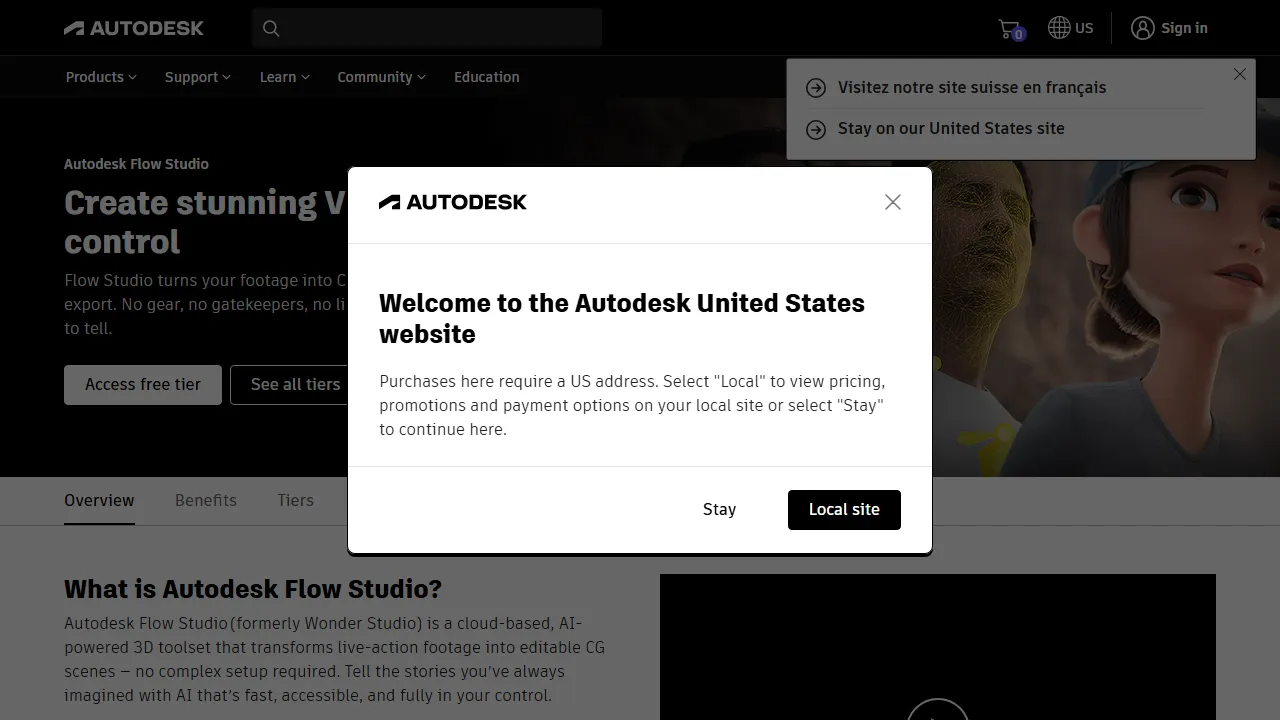 AUTODESK
0
US
Sign in
Products
Support
Learn
Community
Education
Visitez notre site suisse en français
Stay on our United States site
Autodesk Flow Studio
Create stunning V
control
Flow Studio turns your footage into C
export. No gear, no gatekeepers, no li
to tell.
Access free tier
See all tiers
AUTODESK
Welcome to the Autodesk United States
website
Purchases here require a US address. Select "Local" to view pricing,
promotions and payment options on your local site or select "Stay"
to continue here.
Stay
Local site
Overview
Benefits
Tiers
What is Autodesk Flow Studio?
Autodesk Flow Studio (formerly Wonder Studio) is a cloud-based, AI-
powered 3D toolset that transforms live-action footage into editable CG
scenes – no complex setup required. Tell the stories you’ve always
imagined with AI that’s fast, accessible, and fully in your control.